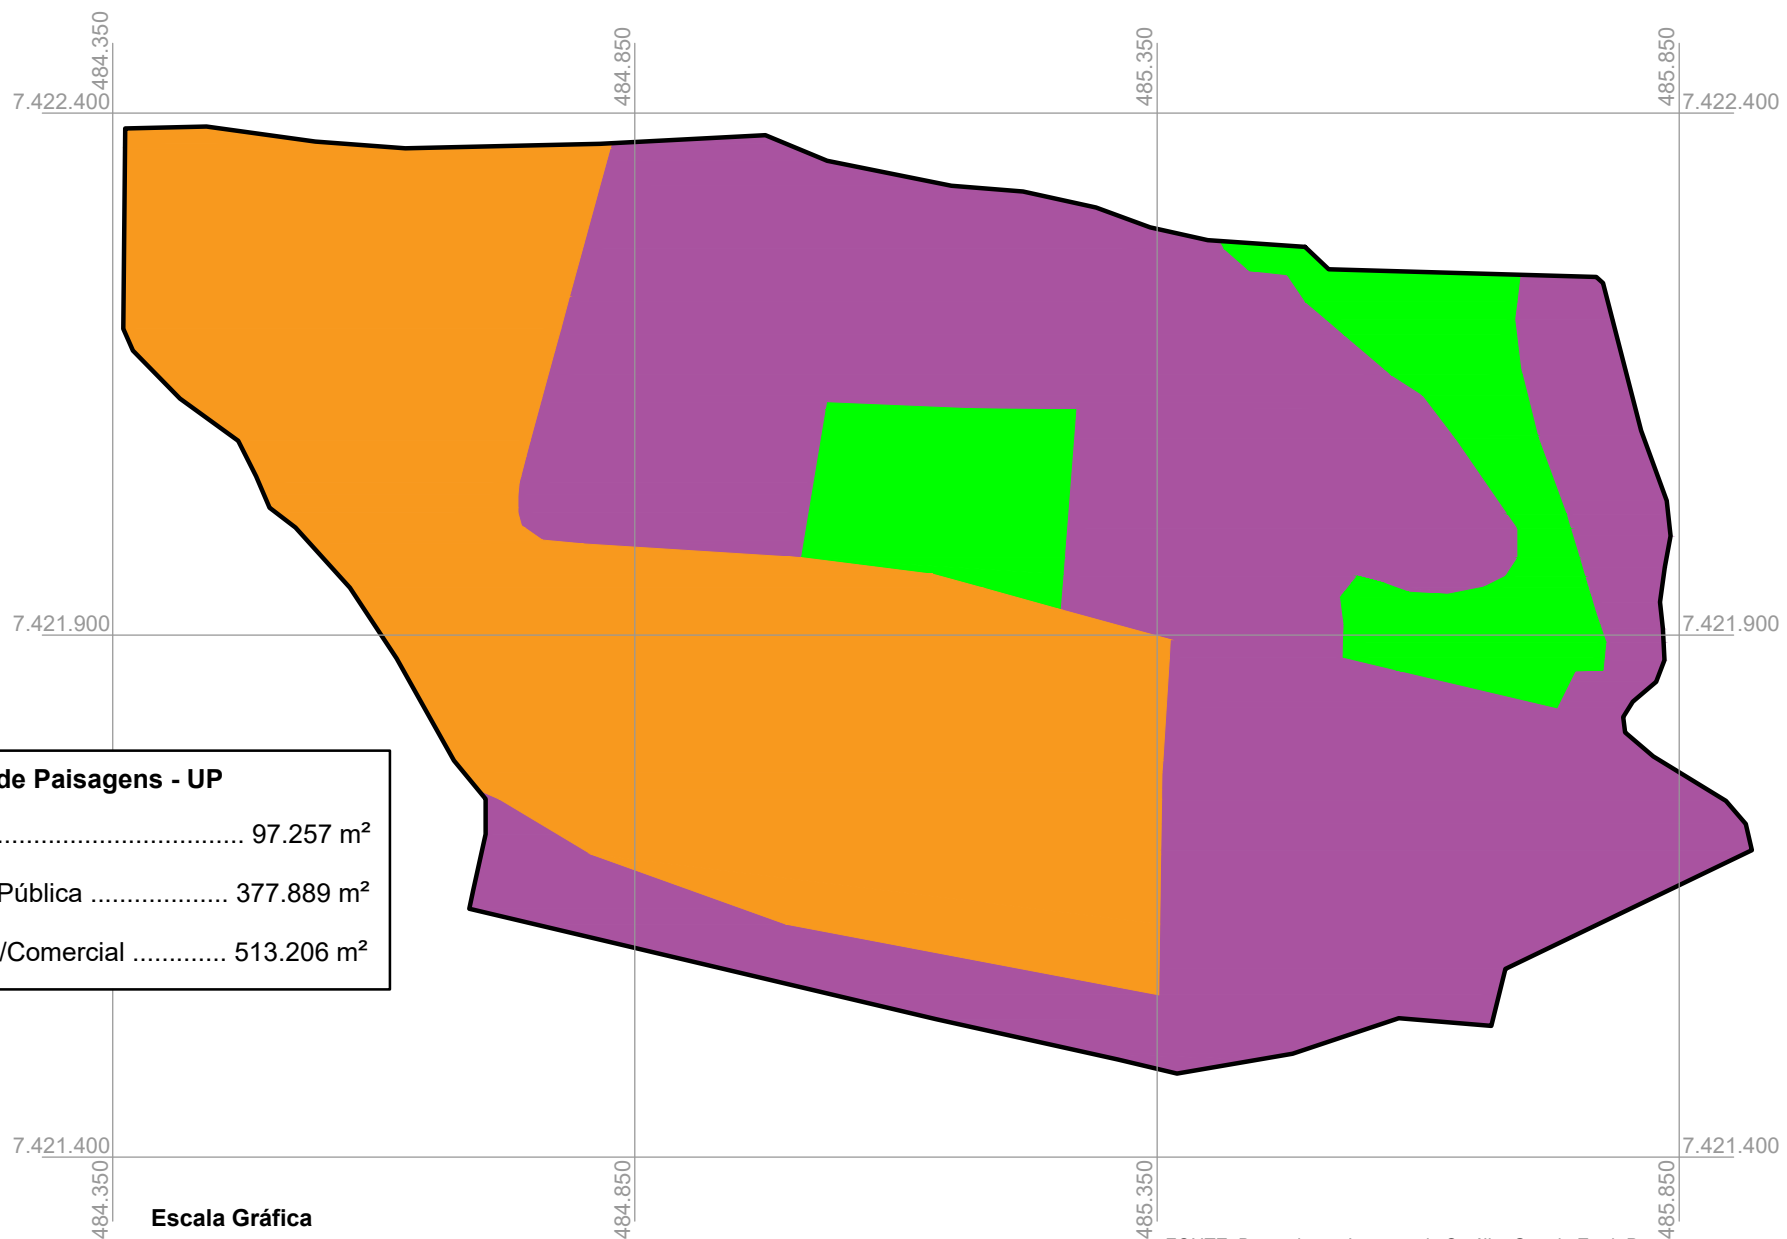 484.350 484.850 485.350 485.850
7.422.400 7.422.400
7.421.900 7.421.900
de Paisagens - UP
................................ 97.257 m²
Pública ................... 377.889 m²
/Comercial ............. 513.206 m²
7.421.400 7.421.400
484.350 484.850 485.350 485.850
Escala Gráfica